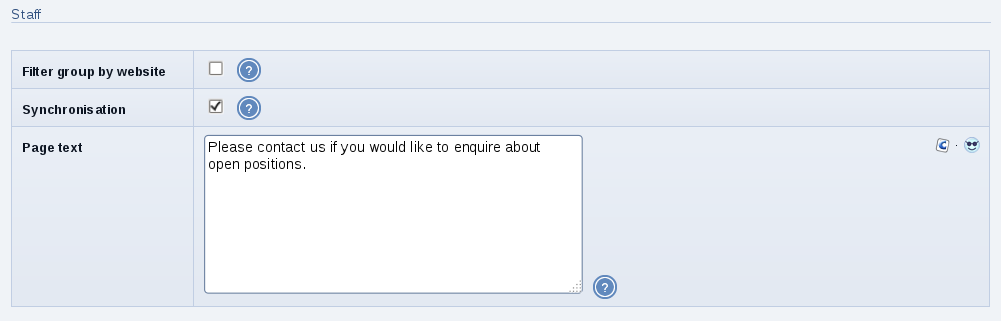 Staff
Filter group by website
?
Synchronisation
?
Page text
Please contact us if you would like to enquire about
open positions.
?